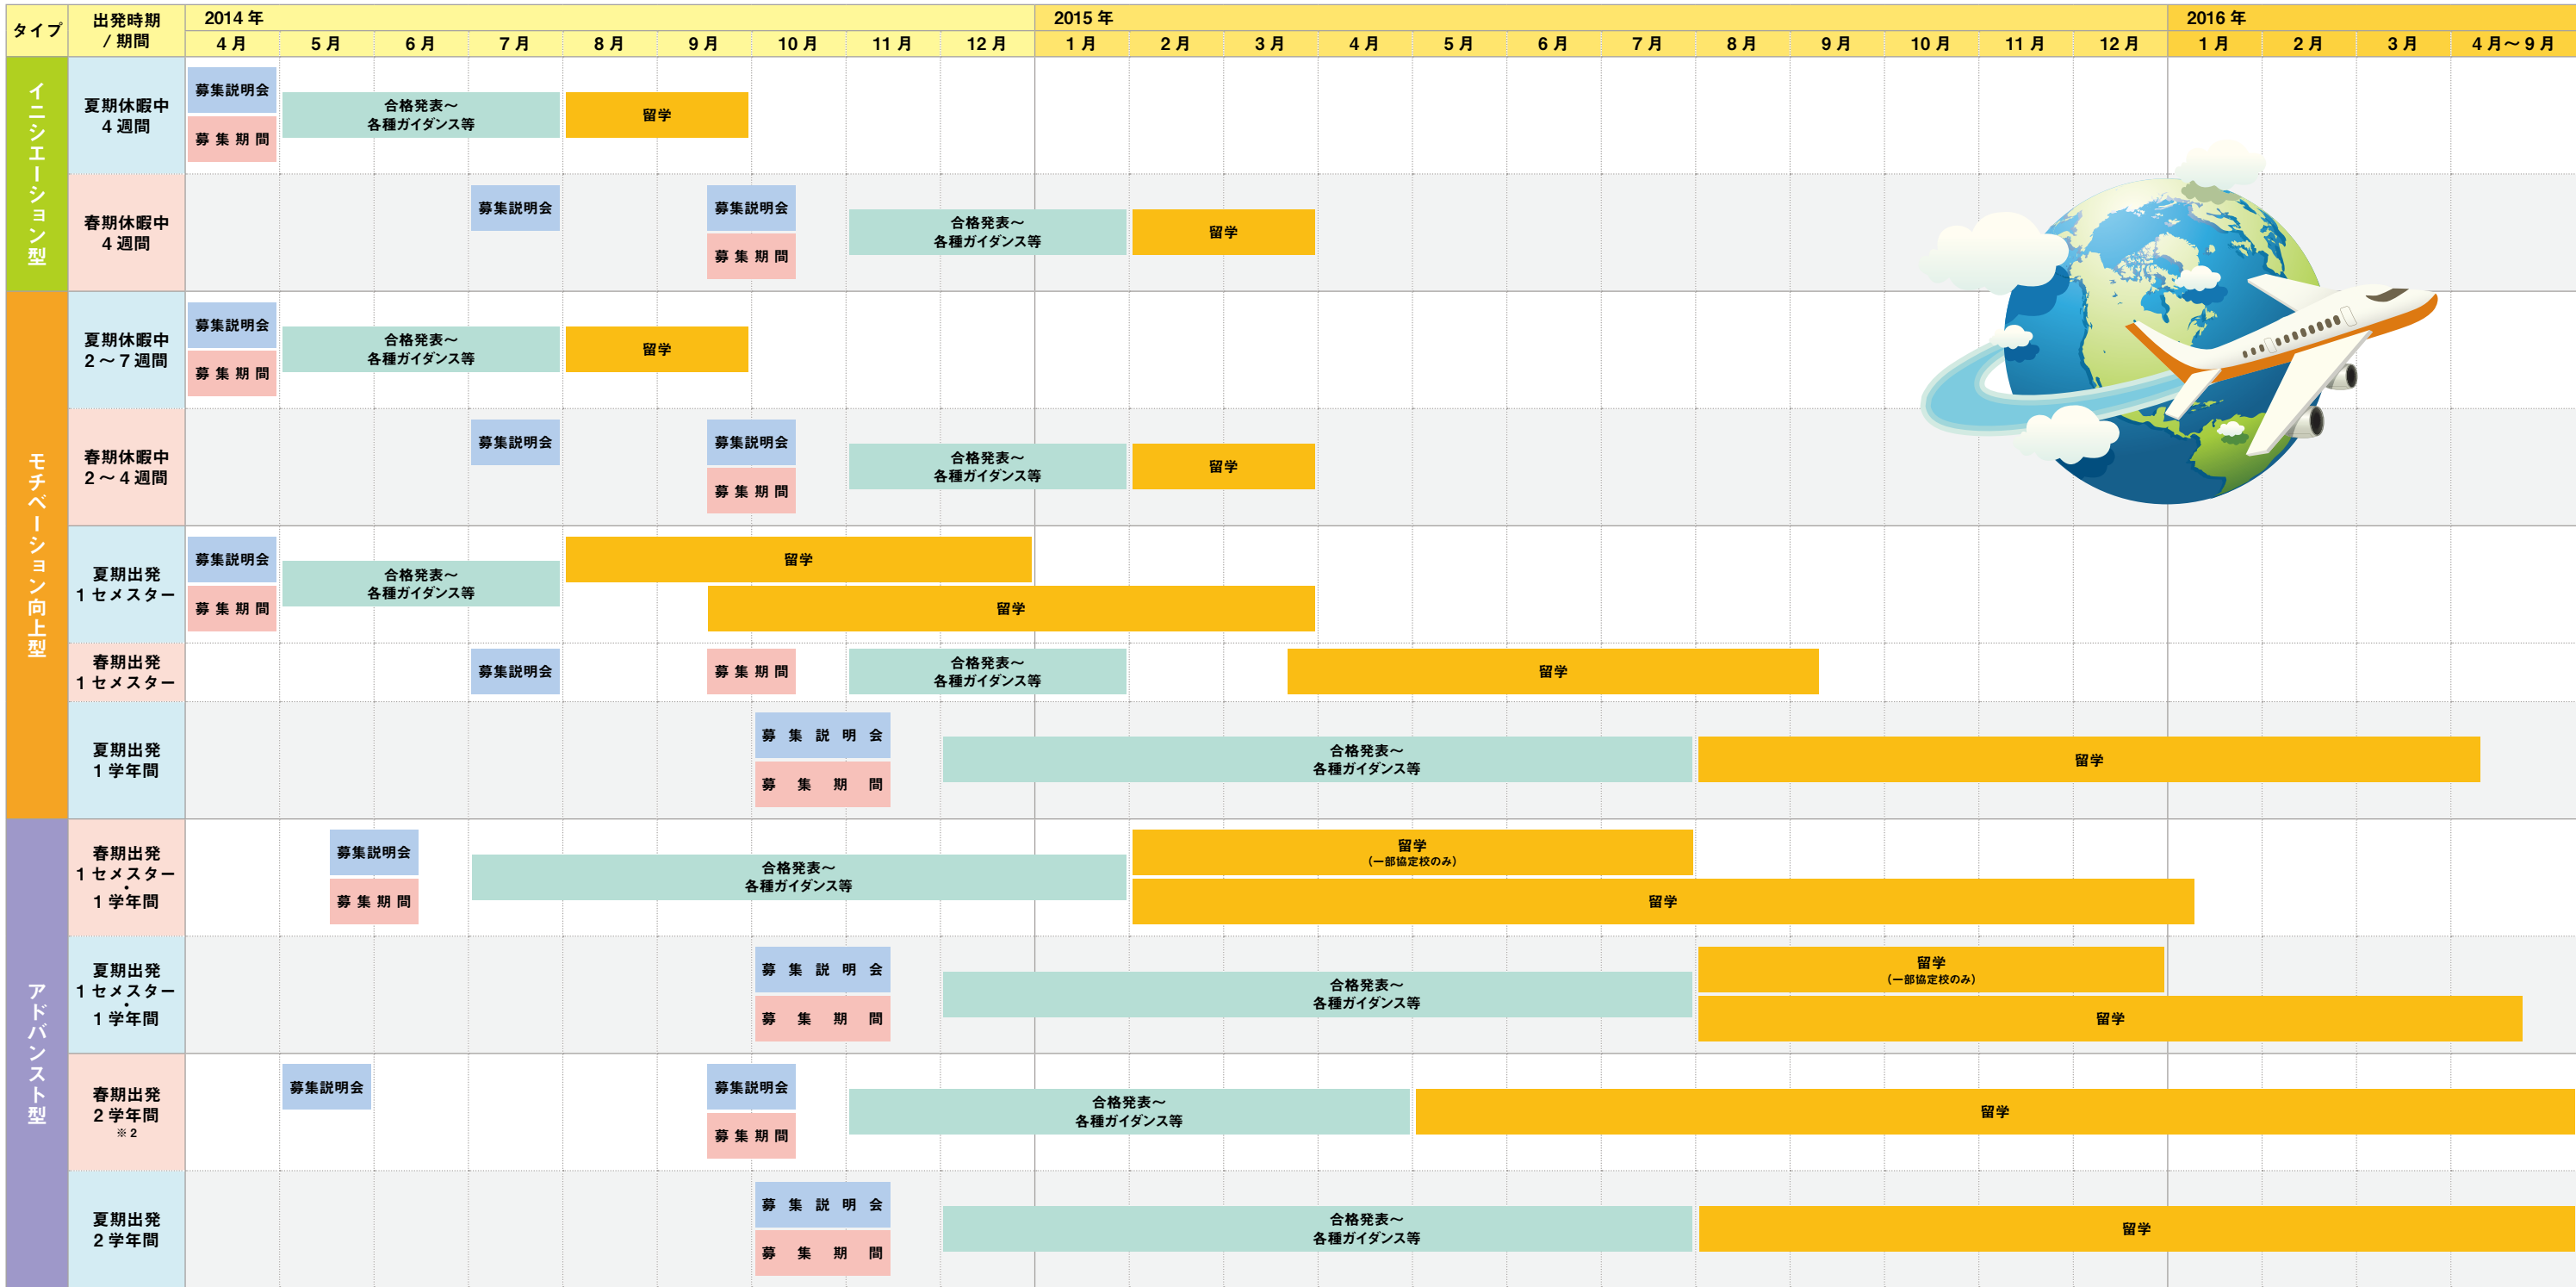 タイプ
出発時期
/ 期間
2014 年
2015 年
2016 年
4 月
5 月
6 月
7 月
8 月
9 月
10 月
11 月
12 月
1 月
2 月
3 月
4 月
5 月
6 月
7 月
8 月
9 月
10 月
11 月
12 月
1 月
2 月
3 月
4 月〜 9 月
イニシエーション型
夏期休暇中
4 週間
募集説明会
募集期間
合格発表〜
各種ガイダンス等
留学
春期休暇中
4 週間
募集説明会
募集説明会
募集期間
合格発表〜
各種ガイダンス等
留学
モチベーション向上型
夏期休暇中
2 〜 7 週間
募集説明会
募集期間
合格発表〜
各種ガイダンス等
留学
春期休暇中
2 〜 4 週間
募集説明会
募集説明会
募集期間
合格発表〜
各種ガイダンス等
留学
夏期出発
1 セメスター
募集説明会
募集期間
合格発表〜
各種ガイダンス等
留学
留学
春期出発
1 セメスター
募集説明会
募集期間
合格発表〜
各種ガイダンス等
留学
夏期出発
1 学年間
募集説明会
募集期間
合格発表〜
各種ガイダンス等
留学
アドバンスト型
春期出発
1 セメスター
・
1 学年間
募集説明会
募集期間
合格発表〜
各種ガイダンス等
留学
（一部協定校のみ）
留学
夏期出発
1 セメスター
・
1 学年間
募集説明会
募集期間
合格発表〜
各種ガイダンス等
留学
（一部協定校のみ）
留学
春期出発
2 学年間
※ 2
募集説明会
募集説明会
募集期間
合格発表〜
各種ガイダンス等
留学
夏期出発
2 学年間
募集説明会
募集期間
合格発表〜
各種ガイダンス等
留学